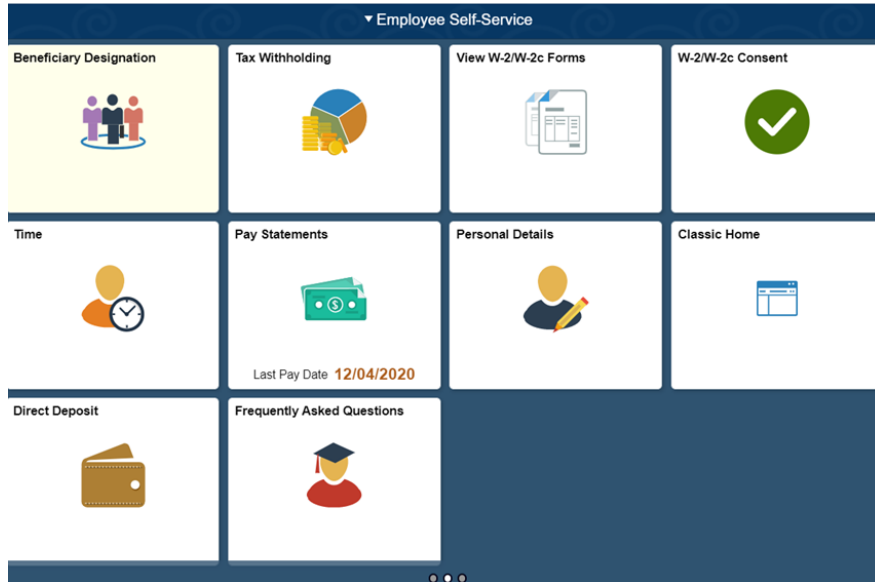 Employee Self-Service
Beneficiary Designation
Tax Withholding
View W-2/W-2c Forms
W-2/W-2c Consent
Time
Pay Statements
Last Pay Date 12/04/2020
Personal Details
Classic Home
Direct Deposit
Frequently Asked Questions